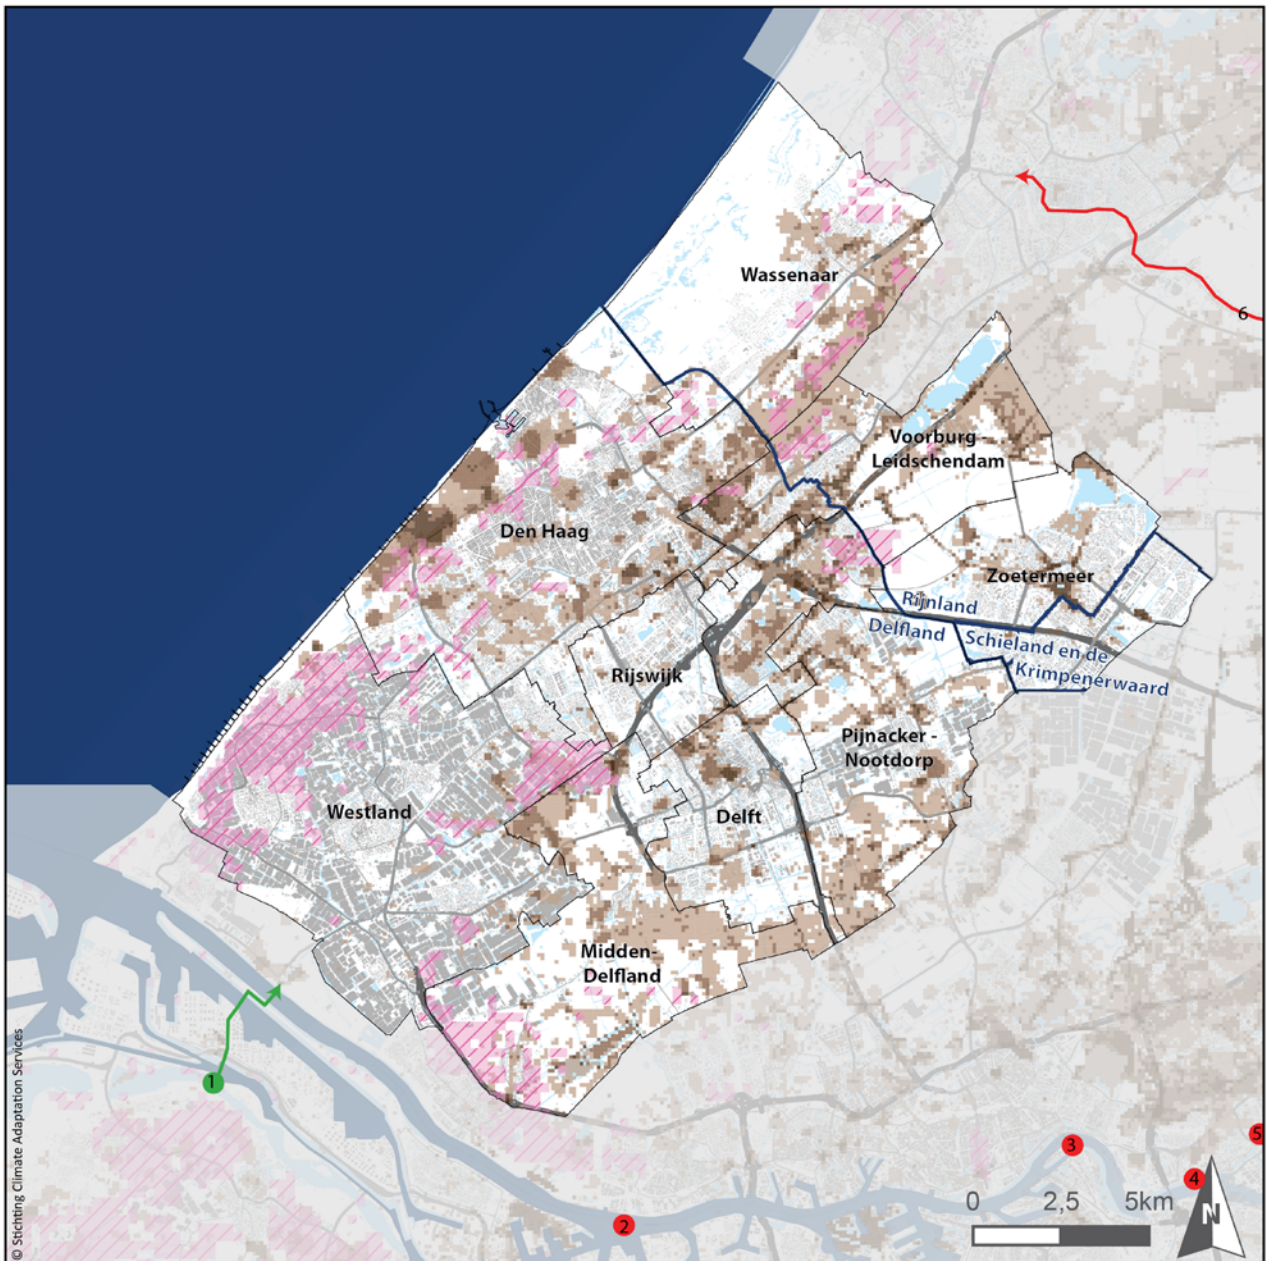 Wassenaar
6
Voorburg -
Leidschendam
Den Haag
Zoetermeer
Rijnland
Delfland
Schieland en de
Krimpenerwaard
Rijswijk
Pijnacker -
Nootdorp
Westland
Delft
Midden-
Delfland
1
2
3
4
5
0 2,5 5km
N
© Stichting Climate Adaptation Services